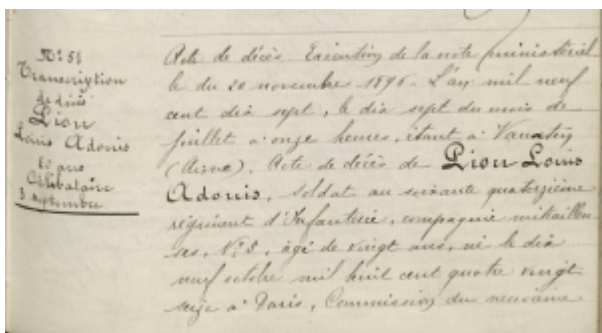 N° 51
Transcription
de décès
Lion
Louis Adonis
20 ans
Célibataire
3 septembre
Acte de décès. Exécution de la note ministériel
le du 20 novembre 1896. L'an mil neuf
cent dix sept, le dix sept du mois de
juillet à onze heures, étant à
(Aisne). Acte de décès de Lion Louis
Adonis, soldat au soixante quatorzième
régiment d'Infanterie, compagnie mitrailleu
ses, N° 3, âgé de vingt ans, né le dix
neuf octobre mil huit cent quatre vingt
seize à Paris, Commission du neuvième